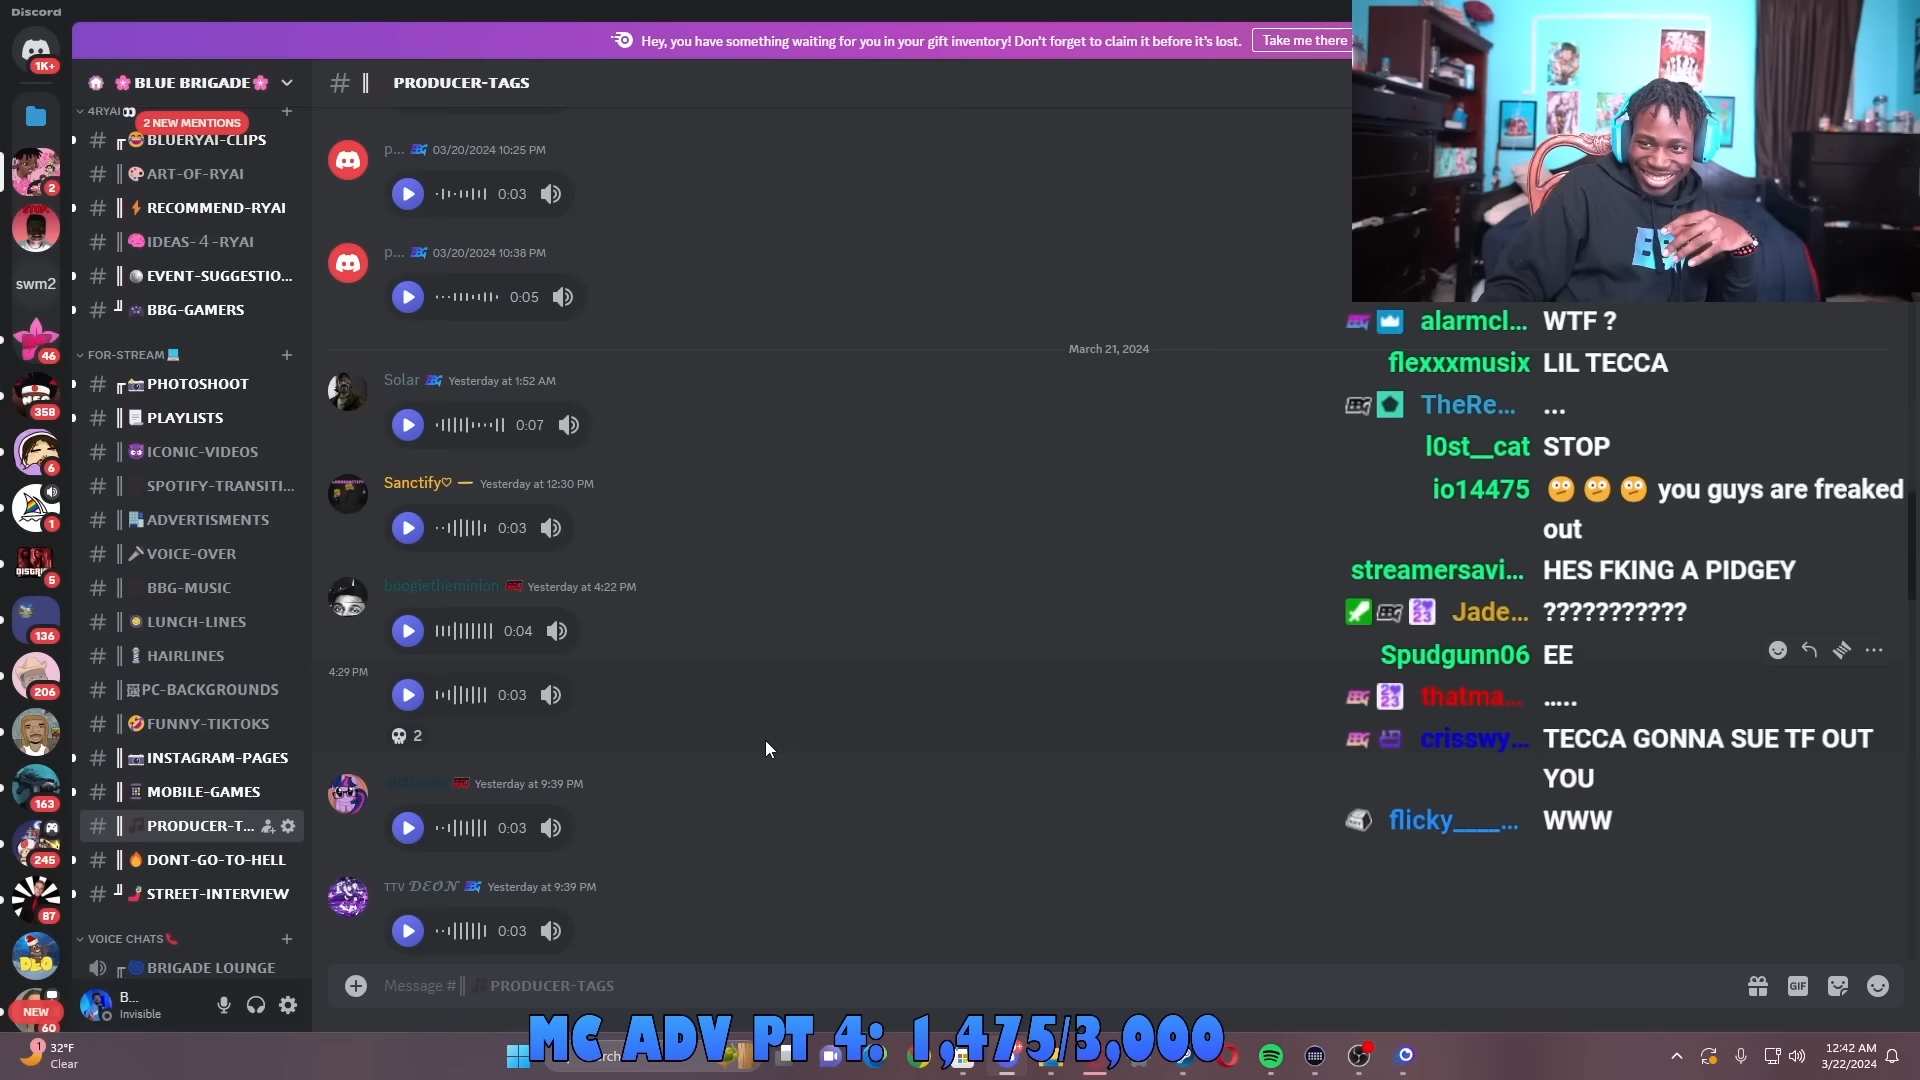 Discord
Hey, you have something waiting for you in your gift inventory! Don't forget to claim it before it's lost.
Take me there
1K+
2
swm2
46
358
6
1
5
136
206
163
245
87
NEW
60
BLUE BRIGADE
4RYAI
2 NEW MENTIONS
BLUERYAI-CLIPS
ART-OF-RYAI
RECOMMEND-RYAI
IDEAS-4-RYAI
EVENT-SUGGESTIO...
BBG-GAMERS
FOR-STREAM
PHOTOSHOOT
PLAYLISTS
ICONIC-VIDEOS
SPOTIFY-TRANSITI...
ADVERTISMENTS
VOICE-OVER
BBG-MUSIC
LUNCH-LINES
HAIRLINES
PC-BACKGROUNDS
FUNNY-TIKTOKS
INSTAGRAM-PAGES
MOBILE-GAMES
PRODUCER-T...
DONT-GO-TO-HELL
STREET-INTERVIEW
VOICE CHATS
BRIGADE LOUNGE
B...
Invisible
PRODUCER-TAGS
p... 03/20/2024 10:25 PM
0:03
p... 03/20/2024 10:38 PM
0:05
March 21, 2024
Solar Yesterday at 1:52 AM
0:07
Sanctify♡ Yesterday at 12:30 PM
0:03
boogietheminion Yesterday at 4:22 PM
0:04
4:29 PM
0:03
2
Yesterday at 9:39 PM
0:03
TTV DEON Yesterday at 9:39 PM
0:03
Message # PRODUCER-TAGS
GIF
alarmcl... WTF ?
flexxxmusix LIL TECCA
TheRe... ...
l0st__cat STOP
io14475 you guys are freaked
out
streamersavi... HES FKING A PIDGEY
Jade... ???????????
Spudgunn06 EE
thatma... .....
crisswy... TECCA GONNA SUE TF OUT
YOU
flicky____... WWW
MC ADV PT 4: 1,475/3,000
1
32°F
Clear
12:42 AM
3/22/2024